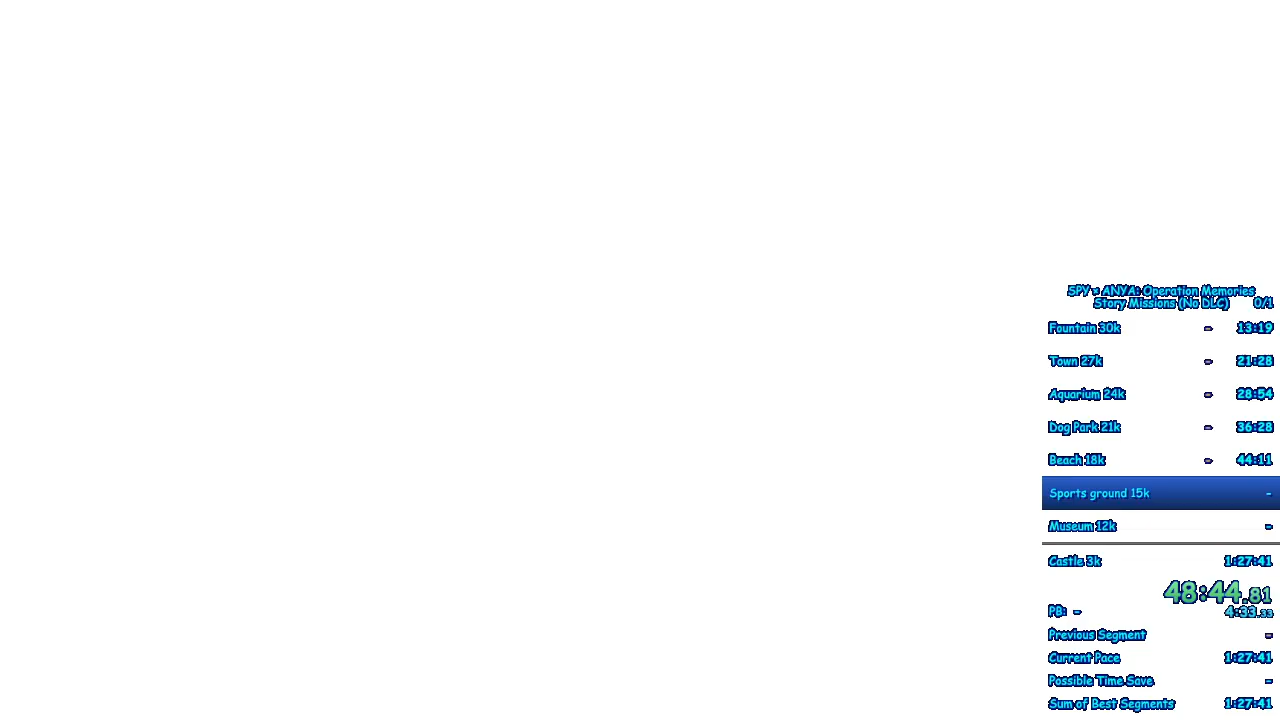 SPY × ANYA: Operation Memories
Story Missions (No DLC) 0/1
Fountain 30k - 13:19
Town 27k - 21:28
Aquarium 24k - 28:54
Dog Park 21k - 36:28
Beach 18k - 44:11
Sports ground 15k -
Museum 12k -
Castle 3k 1:27:41
48:44.81
PB: - 4:33.33
Previous Segment -
Current Pace 1:27:41
Possible Time Save -
Sum of Best Segments 1:27:41